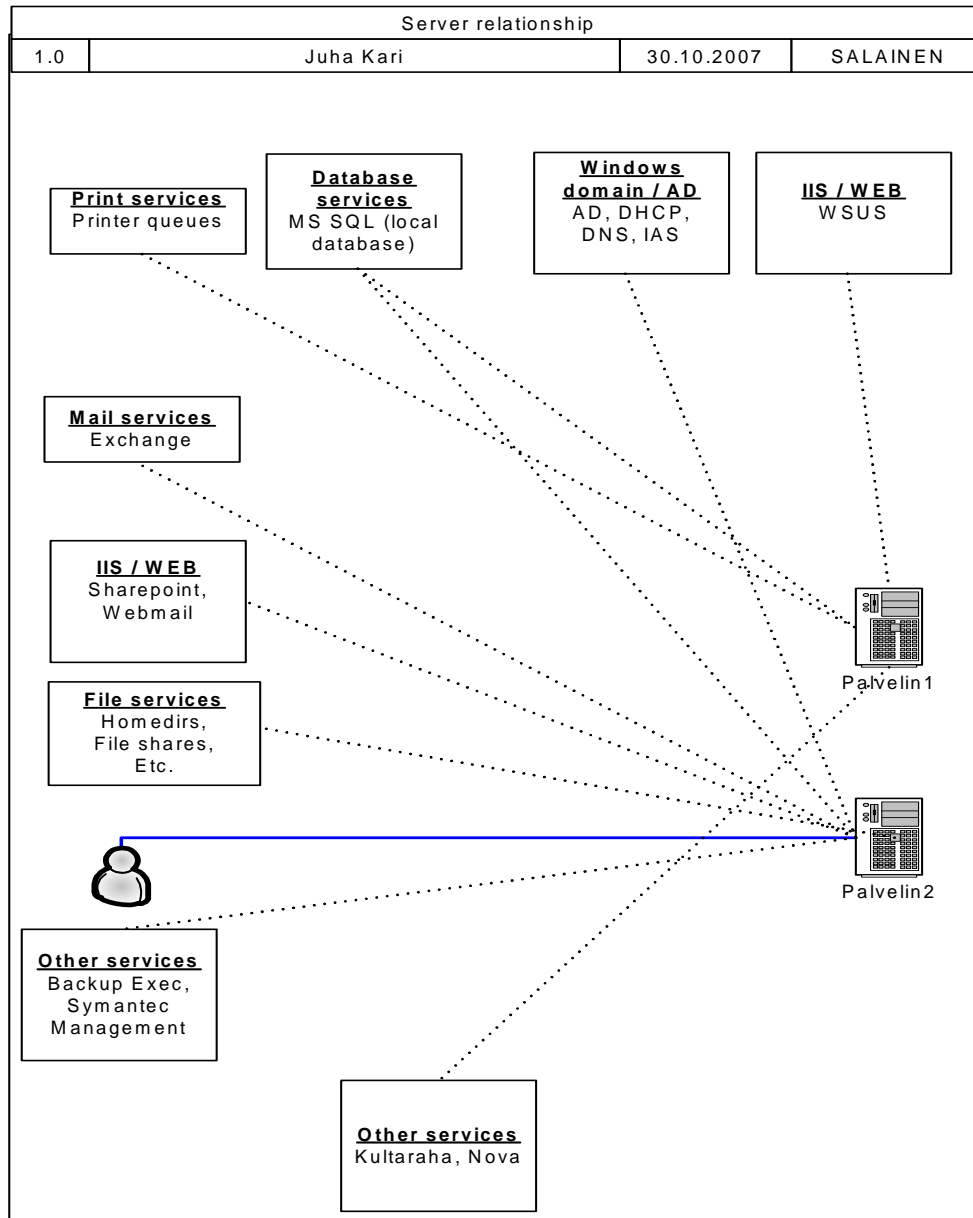 Server relationship
1.0 Juha Kari 30.10.2007 SALAINEN
Print services
Printer queues
Database
services
MS SQL (local
database)
Windows
domain / AD
AD, DHCP,
DNS, IAS
IIS / WEB
WSUS
Mail services
Exchange
IIS / WEB
Sharepoint,
Webmail
File services
Homedirs,
File shares,
Etc.
Palvelin1
Palvelin2
Other services
Backup Exec,
Symantec
Management
Other services
Kultaraha, Nova